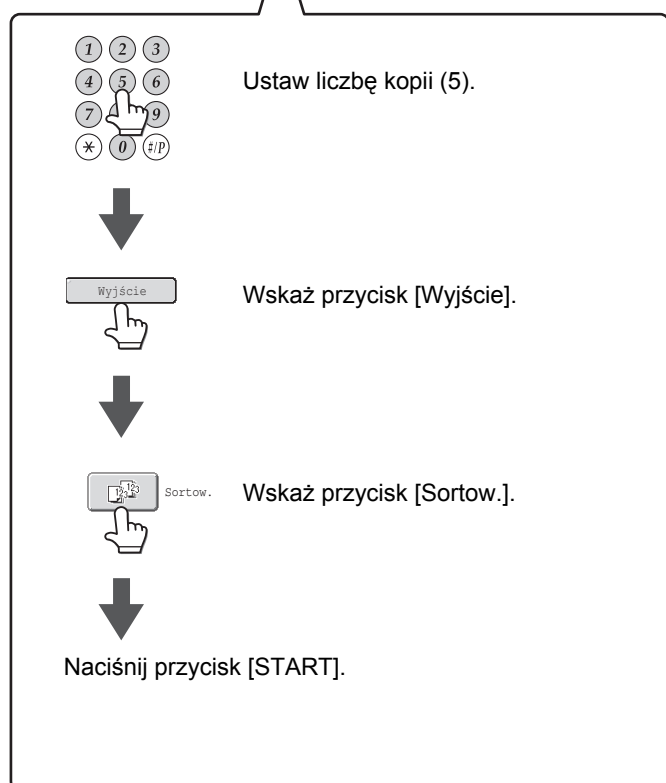 1 2 3
4 5 6
7 9
* 0 #/P
Ustaw liczbę kopii (5).
Wyjście
Wskaż przycisk [Wyjście].
123 123
Sortow.
Wskaż przycisk [Sortow.].
Naciśnij przycisk [START].